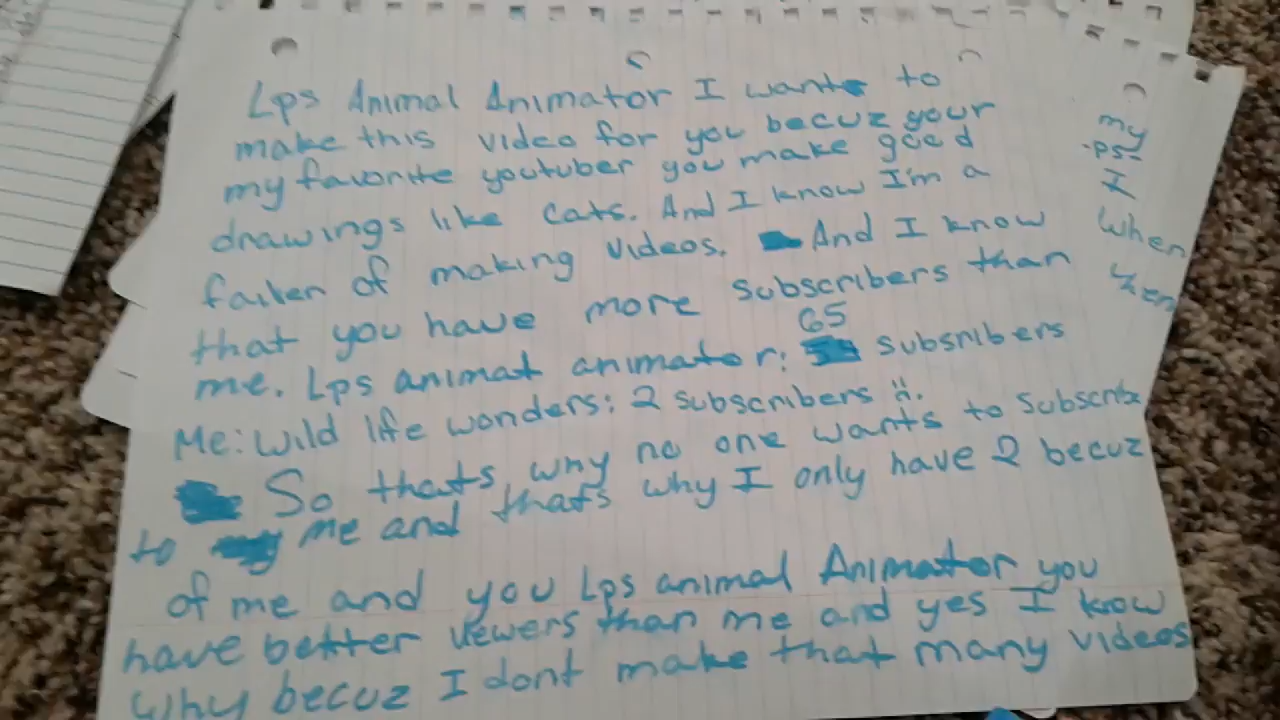 Lps Animal Animator I want to
make this video for you becuz your
my favorite youtuber you make good
drawings like cats. And I know I'm a
failer of making videos. And I know
that you have more subscribers than
me. Lps animat animator: 65 subsribers
Me: Wild life wonders: 2 subscribers
So thats why no one wants to subscribe
to me and thats why I only have 2 becuz
of me and you Lps animal Animator you
have better viewers than me and yes I know
why becuz I dont make that many videos
my
ps
I
when